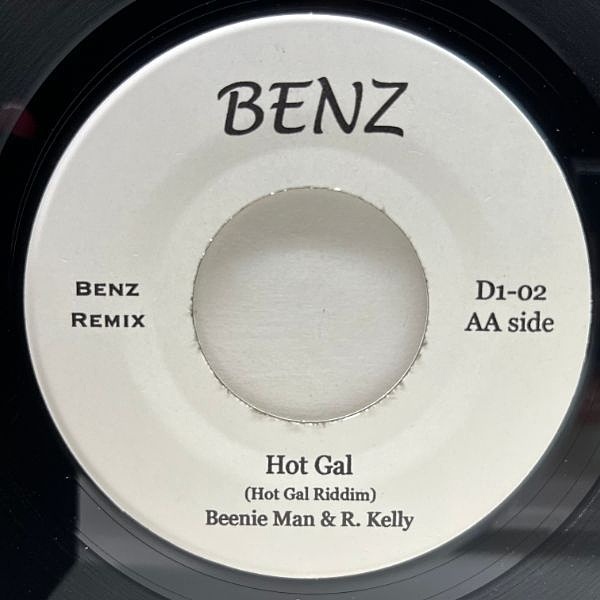 BENZ
BENZ
REMIX
D1-02
AA side
Hot Gal
(Hot Gal Riddim)
Beenie Man & R. Kelly